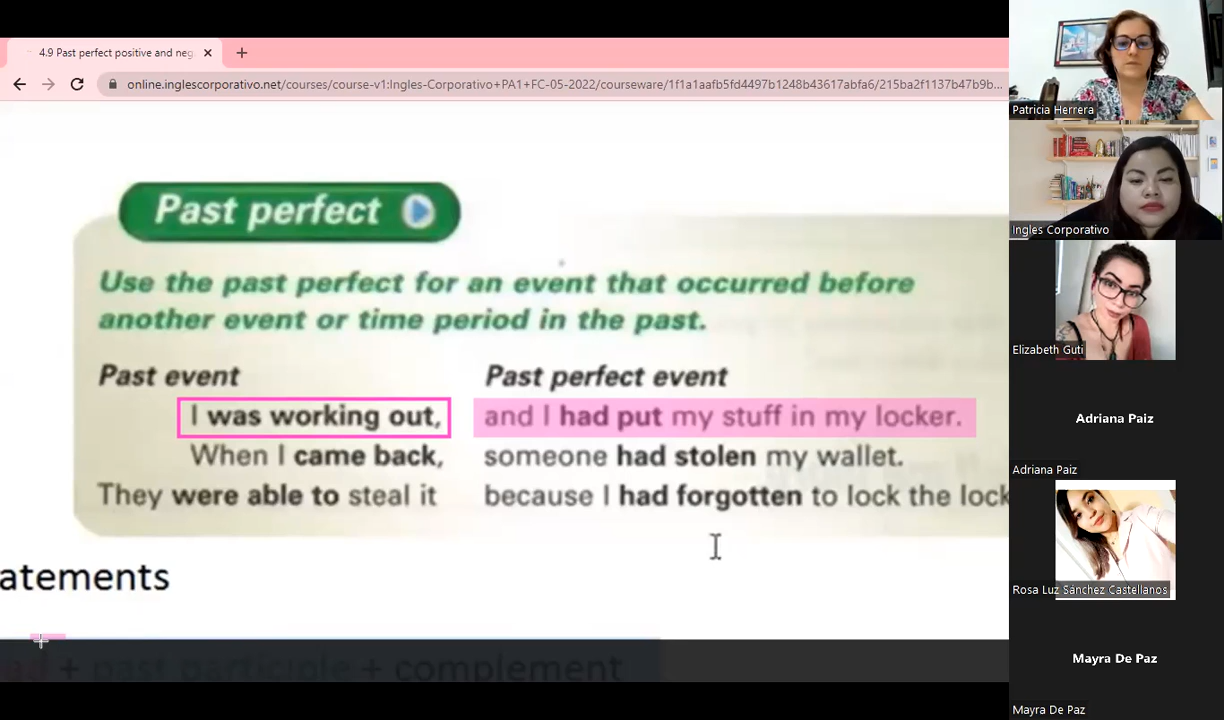 4.9 Past perfect positive and neg
online.inglescorporativo.net/courses/course-v1:Ingles-Corporativo+PA1+FC-05-2022/courseware/1f1a1aafb5fd4497b1248b43617abfa6/215ba2f1137b47b9b...
Past perfect
Use the past perfect for an event that occurred before
another event or time period in the past.
Past event Past perfect event
I was working out, and I had put my stuff in my locker.
When I came back, someone had stolen my wallet.
They were able to steal it because I had forgotten to lock the lock
atements
ad + past participle + complement
Patricia Herrera
Ingles Corporativo
Elizabeth Guti
Adriana Paiz
Adriana Paiz
Rosa Luz Sánchez Castellanos
Mayra De Paz
Mayra De Paz